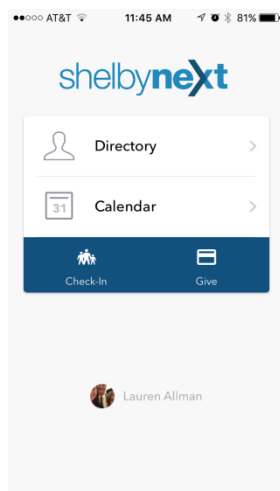 AT&T 11:45 AM 81%
shelbynext
Directory
31 Calendar
Check-In Give
Lauren Allman